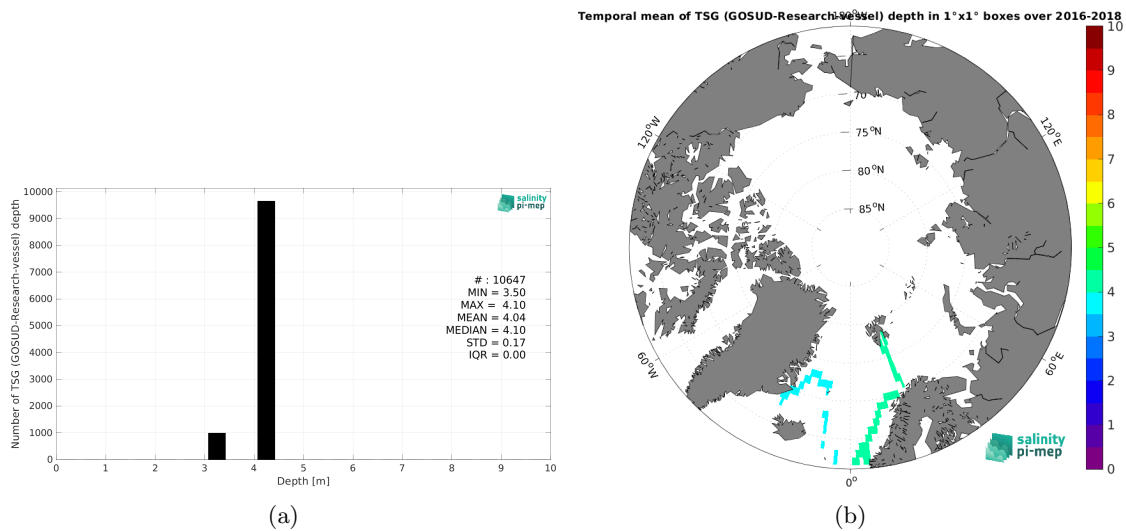 Temporal mean of TSG (GOSUD-Research-vessel) depth in 1°x1° boxes over 2016-2018
10000
9000
8000
7000
6000
5000
4000
3000
2000
1000
0
Number of TSG (GOSUD-Research-vessel) depth
0 1 2 3 4 5 6 7 8 9 10
Depth [m]
salinity
pi-mep
# : 10647
MIN = 3.50
MAX = 4.10
MEAN = 4.04
MEDIAN = 4.10
STD = 0.17
IQR = 0.00
(a)
180°W
120°W
120°E
60°W
60°E
0°
70
75°N
80°N
85°N
salinity
pi-mep
10
9
8
7
6
5
4
3
2
1
0
(b)